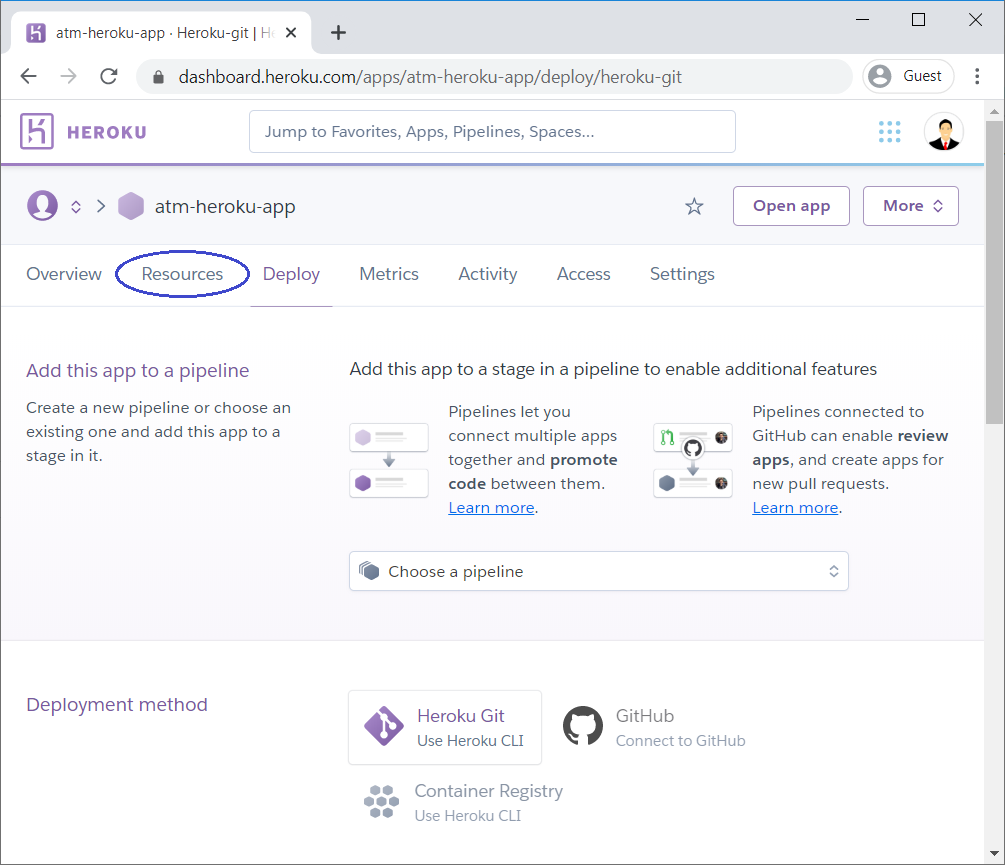 atm-heroku-app · Heroku-git | He
dashboard.heroku.com/apps/atm-heroku-app/deploy/heroku-git
Guest
HEROKU
Jump to Favorites, Apps, Pipelines, Spaces...
atm-heroku-app
Open app
More
Overview
Resources
Deploy
Metrics
Activity
Access
Settings
Add this app to a pipeline
Create a new pipeline or choose an
existing one and add this app to a
stage in it.
Add this app to a stage in a pipeline to enable additional features
Pipelines let you
connect multiple apps
together and promote
code between them.
Learn more.
Pipelines connected to
GitHub can enable review
apps, and create apps for
new pull requests.
Learn more.
Choose a pipeline
Deployment method
Heroku Git
Use Heroku CLI
GitHub
Connect to GitHub
Container Registry
Use Heroku CLI